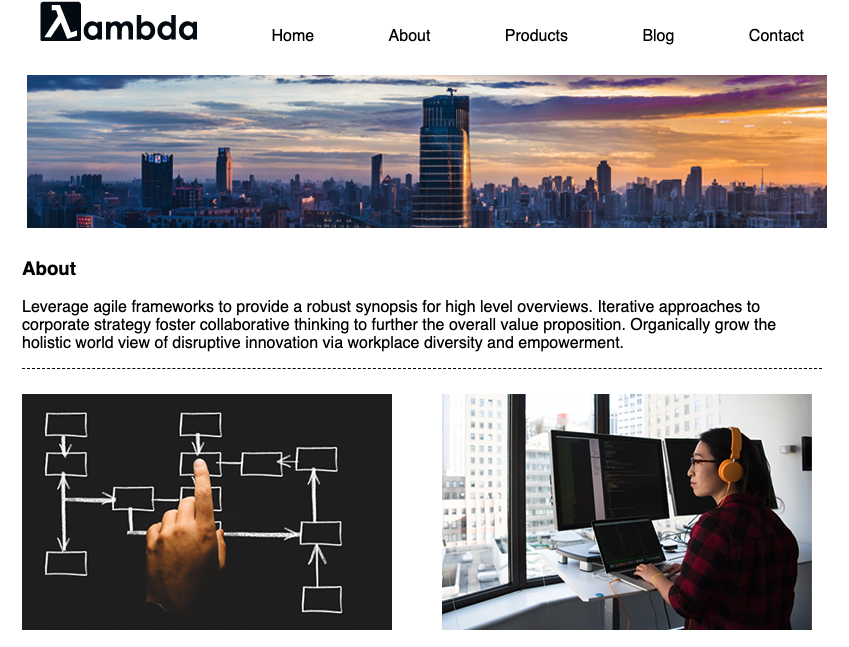 λambda
Home About Products Blog Contact
About
Leverage agile frameworks to provide a robust synopsis for high level overviews. Iterative approaches to
corporate strategy foster collaborative thinking to further the overall value proposition. Organically grow the
holistic world view of disruptive innovation via workplace diversity and empowerment.